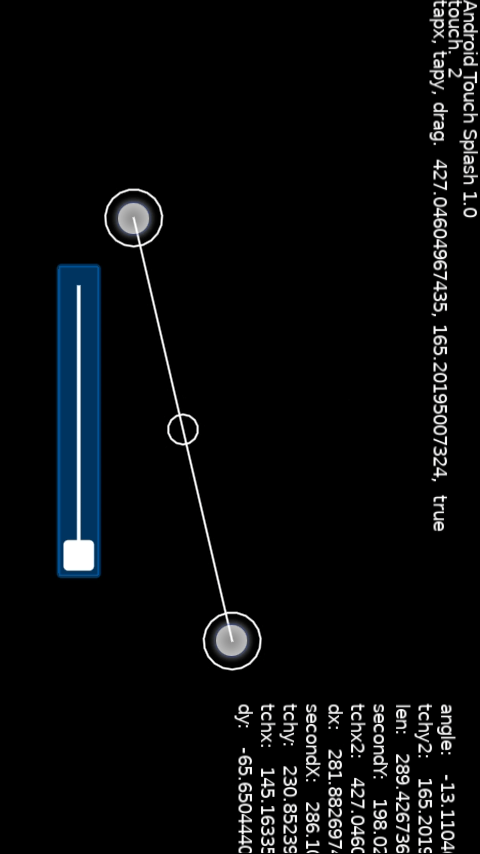 Android Touch Splash 1.0
touch. 2
tapx, tapy, drag. 427.04604967435, 165.20195007324, true
angle: -13.1104
tchy2: 165.2019
len: 289.426736
secondY: 198.02
tchx2: 427.0460
dx: 281.8826974
secondX: 286.10
tchy: 230.85239
tchx: 145.16335
dy: -65.6504440